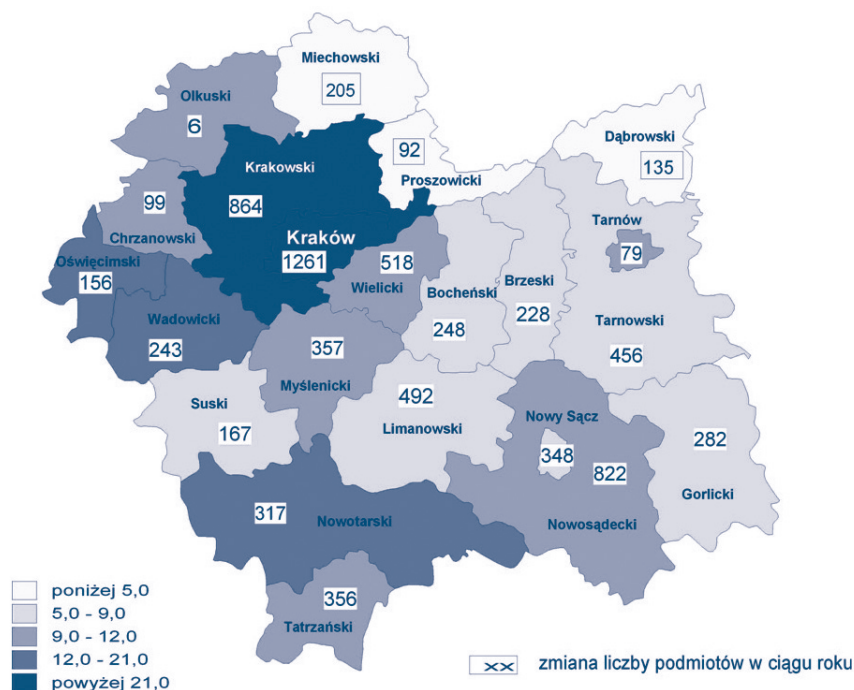 Miechowski
205
Olkuski
6
Dąbrowski
135
92
Proszowicki
Krakowski
864
99
Chrzanowski
Tarnów
79
Kraków
1261
518
Wielicki
Oświęcimski
156
Bocheński
248
Brzeski
228
Wadowicki
243
Tarnowski
456
357
Myślenicki
Suski
167
492
Limanowski
Nowy Sącz
348
822
Nowosądecki
282
Gorlicki
317
Nowotarski
356
Tatrzański
poniżej 5,0
5,0 - 9,0
9,0 - 12,0
12,0 - 21,0
powyżej 21,0
xx zmiana liczby podmiotów w ciągu roku